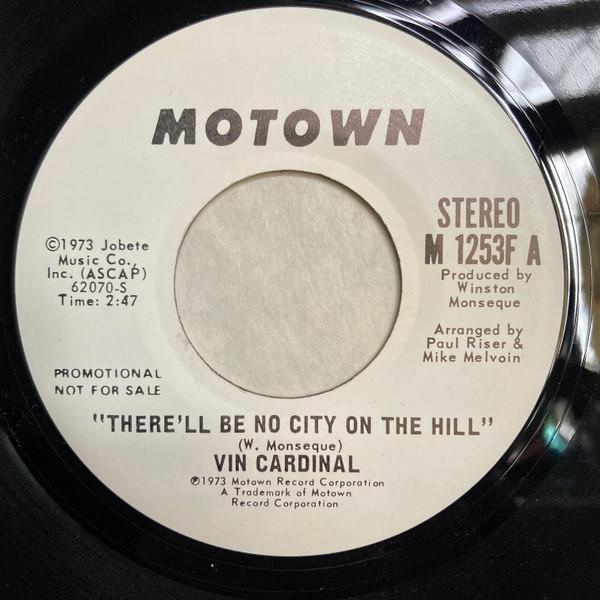 MOTOWN
©1973 Jobete
Music Co.,
Inc. (ASCAP)
62070-S
Time: 2:47
STEREO
M 1253F A
Produced by
Winston
Monseque
Arranged by
Paul Riser &
Mike Melvoin
PROMOTIONAL
NOT FOR SALE
"THERE'LL BE NO CITY ON THE HILL"
(W. Monseque)
VIN CARDINAL
℗1973 Motown Record Corporation
A Trademark of Motown
Record Corporation